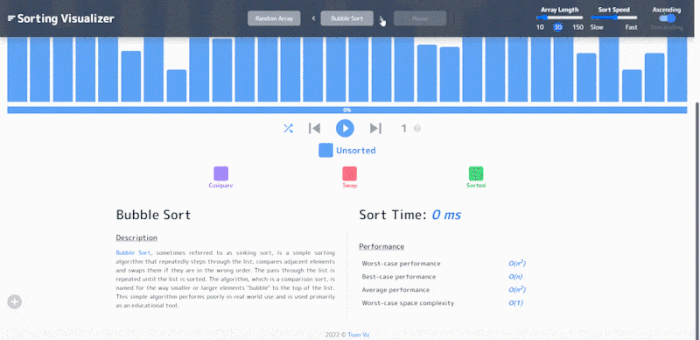 Sorting Visualizer
Random Array
Bubble Sort
Pause
Array Length
10 30 150
Sort Speed
Slow Fast
Ascending
Descending
0%
1
Unsorted
Compare
Swap
Sorted
Bubble Sort
Description
Bubble Sort, sometimes referred to as sinking sort, is a simple sorting
algorithm that repeatedly steps through the list, compares adjacent elements
and swaps them if they are in the wrong order. The pass through the list is
repeated until the list is sorted. The algorithm, which is a comparison sort, is
named for the way smaller or larger elements "bubble" to the top of the list.
This simple algorithm performs poorly in real world use and is used primarily
as an educational tool.
Sort Time: 0 ms
Performance
Worst-case performance O(n²)
Best-case performance O(n)
Average performance O(n²)
Worst-case space complexity O(1)
2022 © Toan Vo